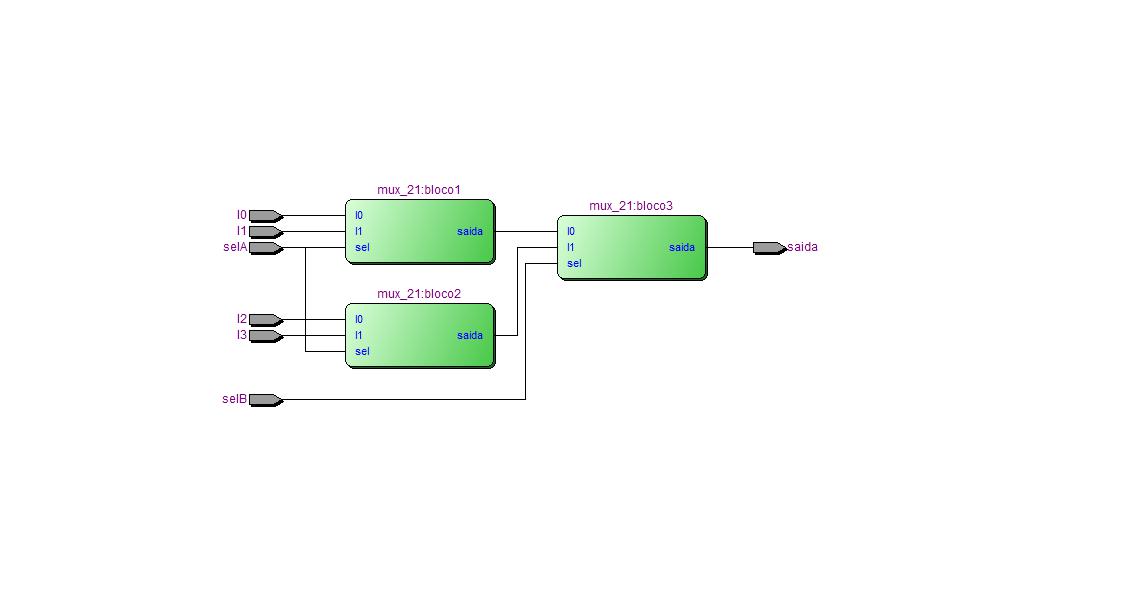 mux_21:bloco1
mux_21:bloco3
I0 I0
I1 I1 saida I0
selA sel I1 saida saida
sel
mux_21:bloco2
I2 I0
I3 I1 saida
sel
selB